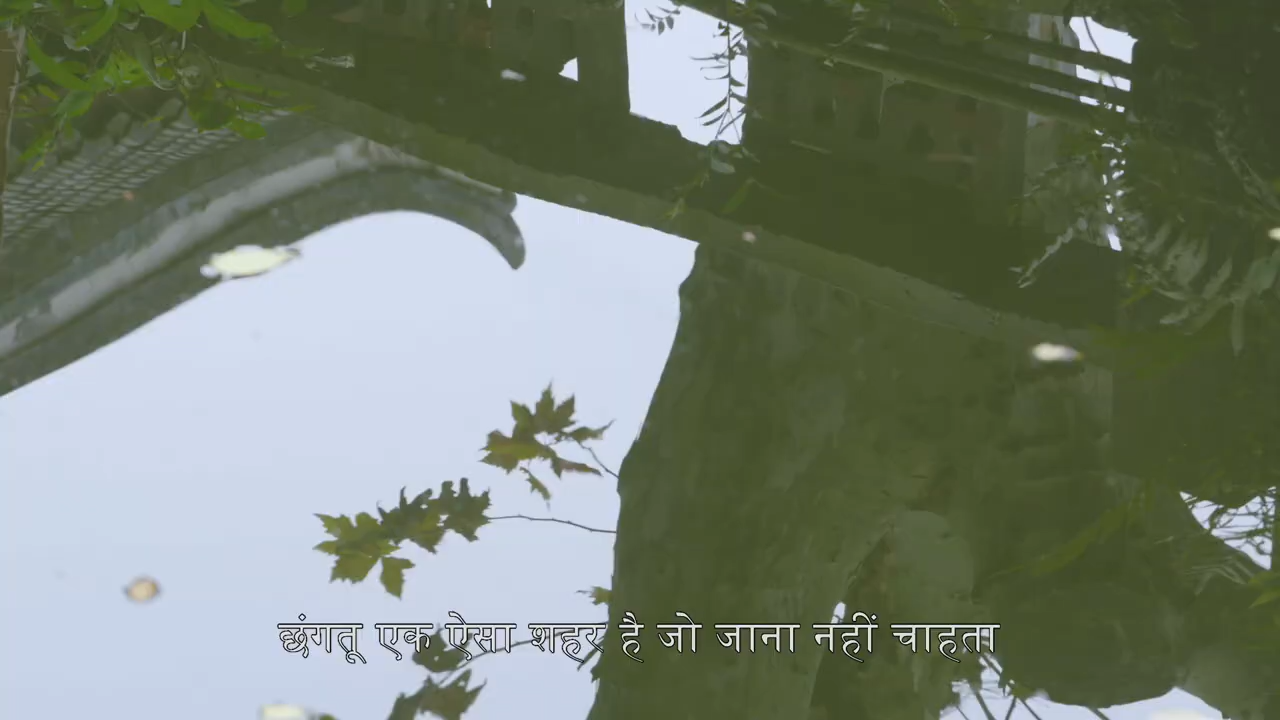 छंगतू एक ऐसा शहर है जो जाना नहीं चाहता